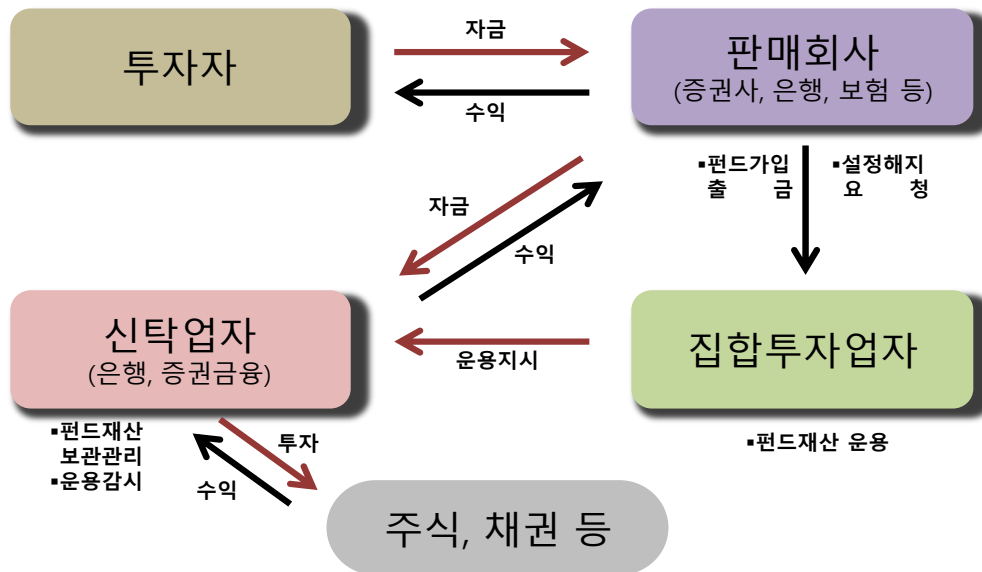 투자자
자금
수익
판매회사
(증권사, 은행, 보험 등)
▪펀드가입
출 금
▪설정해지
요 청
자금
수익
신탁업자
(은행, 증권금융)
운용지시
집합투자업자
▪펀드재산
보관관리
▪운용감시
투자
수익
▪펀드재산 운용
주식, 채권 등